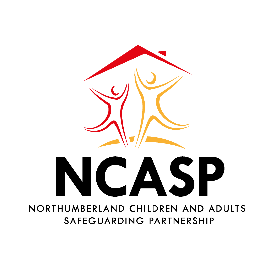 NCASP
NORTHUMBERLAND CHILDREN AND ADULTS
SAFEGUARDING PARTNERSHIP